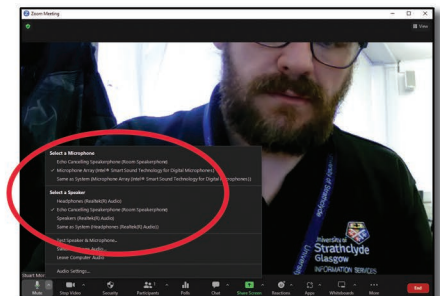 Zoom Meeting
View
Select a Microphone
Echo Cancelling Speakerphone (Room Speakerphone)
✓ Microphone Array (Intel® Smart Sound Technology for Digital Microphones)
Same as System (Microphone Array (Intel® Smart Sound Technology for Digital Microphones))
Select a Speaker
Headphones (Realtek(R) Audio)
✓ Echo Cancelling Speakerphone (Room Speakerphone)
Speakers (Realtek(R) Audio)
Same as System (Headphones (Realtek(R) Audio))
Test Speaker & Microphone...
Leave Computer Audio
Audio Settings...
University of Strathclyde
University of
Strathclyde
Glasgow
INFORMATION SERVICES
Mute
Stop Video
Security
Participants
1
Polls
Chat
Share Screen
Reactions
Apps
Whiteboards
More
End